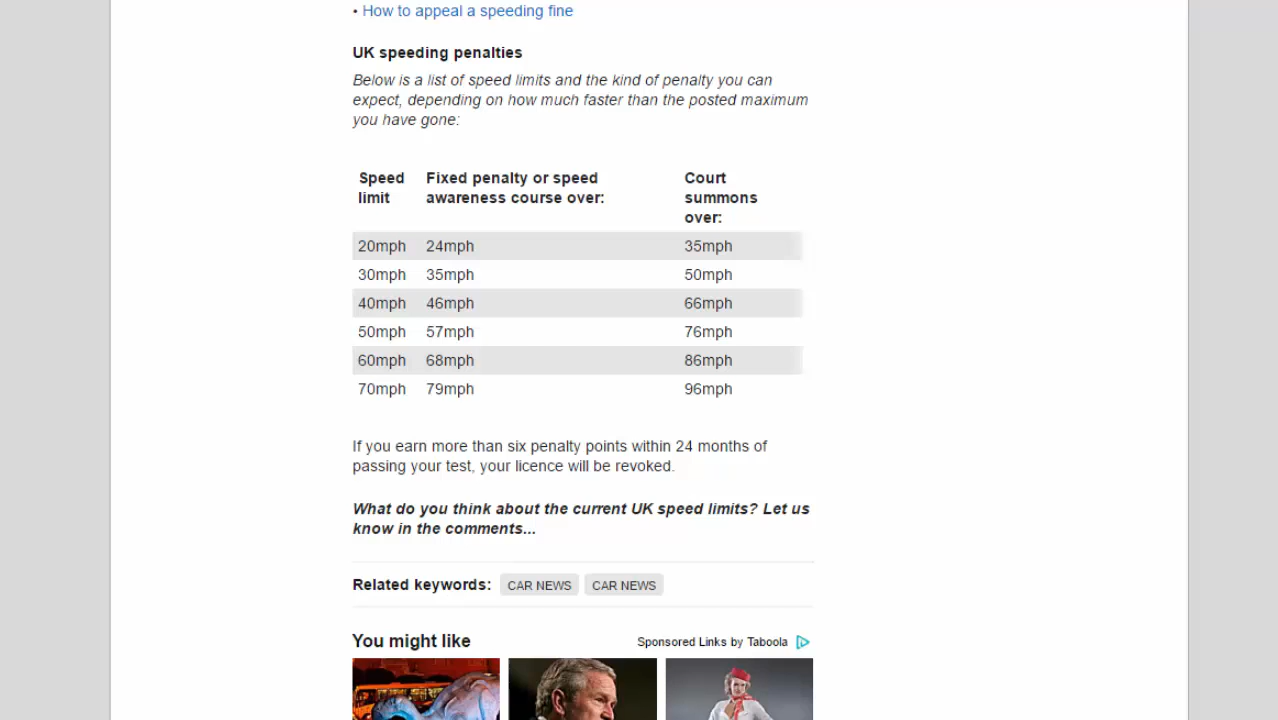 • How to appeal a speeding fine
UK speeding penalties
Below is a list of speed limits and the kind of penalty you can
expect, depending on how much faster than the posted maximum
you have gone:
Speed limit Fixed penalty or speed awareness course over: Court summons over:
20mph 24mph 35mph
30mph 35mph 50mph
40mph 46mph 66mph
50mph 57mph 76mph
60mph 68mph 86mph
70mph 79mph 96mph
If you earn more than six penalty points within 24 months of
passing your test, your licence will be revoked.
What do you think about the current UK speed limits? Let us
know in the comments...
Related keywords: CAR NEWS CAR NEWS
You might like Sponsored Links by Taboola